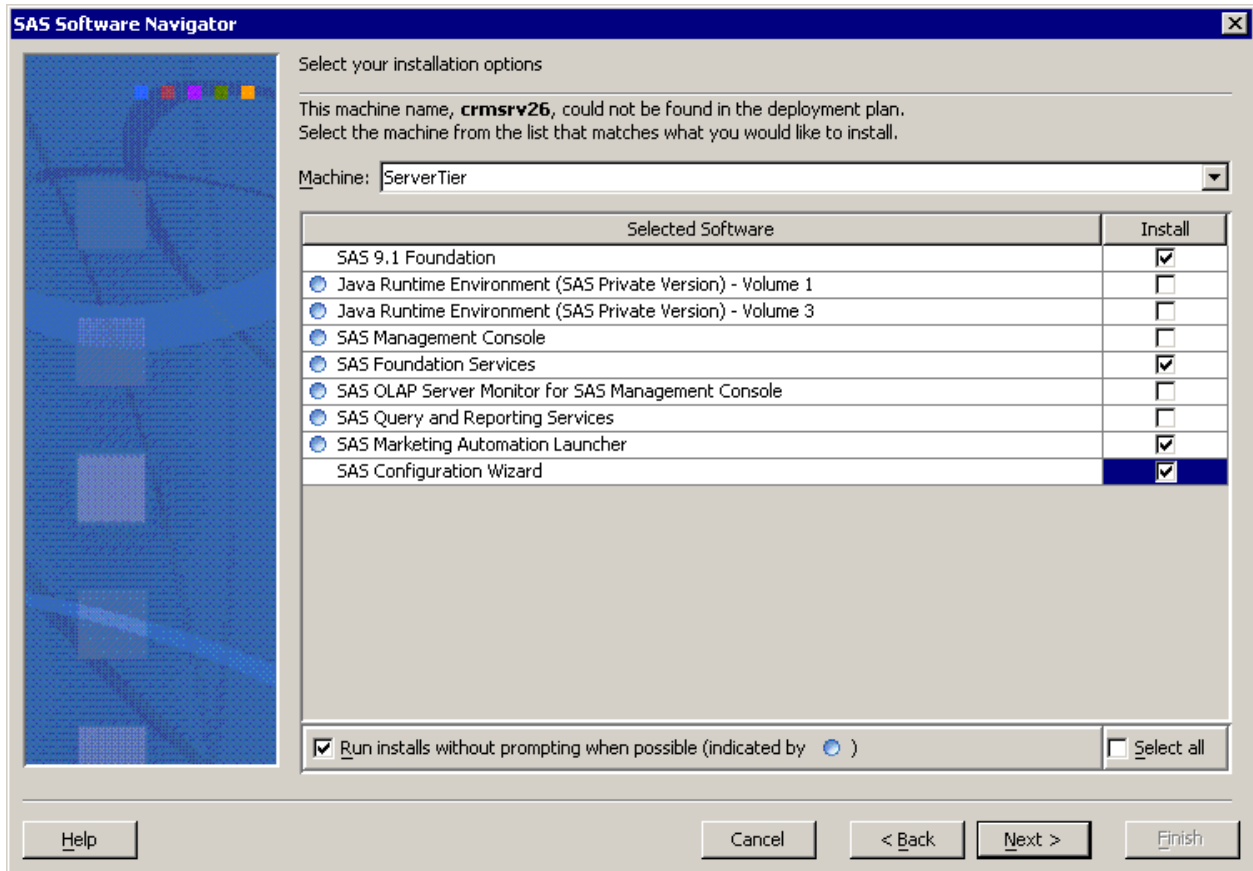 SAS Software Navigator
Select your installation options
This machine name, crmsrv26, could not be found in the deployment plan.
Select the machine from the list that matches what you would like to install.
Machine: ServerTier
Selected Software Install
SAS 9.1 Foundation
Java Runtime Environment (SAS Private Version) - Volume 1
Java Runtime Environment (SAS Private Version) - Volume 3
SAS Management Console
SAS Foundation Services
SAS OLAP Server Monitor for SAS Management Console
SAS Query and Reporting Services
SAS Marketing Automation Launcher
SAS Configuration Wizard
Run installs without prompting when possible (indicated by ) Select all
Help Cancel < Back Next > Finish